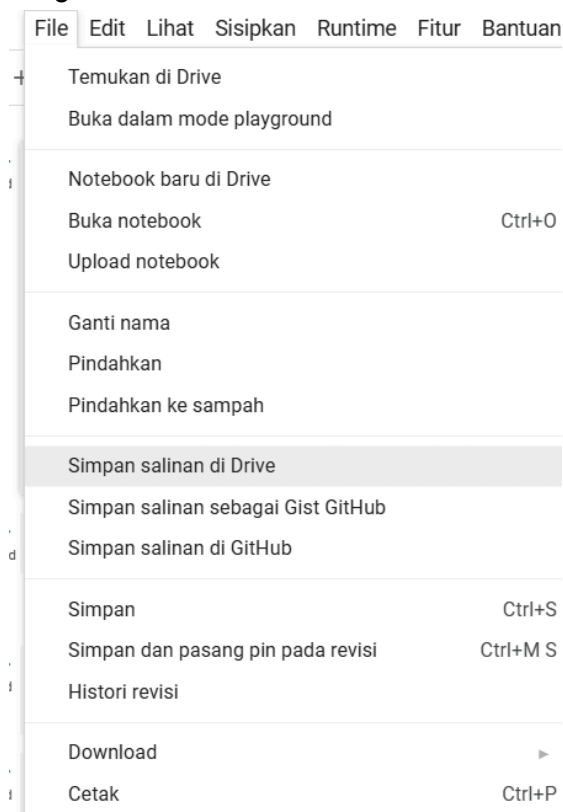 File Edit Lihat Sisipkan Runtime Fitur Bantuan
Temukan di Drive
Buka dalam mode playground
Notebook baru di Drive
Buka notebook Ctrl+O
Upload notebook
Ganti nama
Pindahkan
Pindahkan ke sampah
Simpan salinan di Drive
Simpan salinan sebagai Gist GitHub
Simpan salinan di GitHub
Simpan Ctrl+S
Simpan dan pasang pin pada revisi Ctrl+M S
Histori revisi
Download
Cetak Ctrl+P